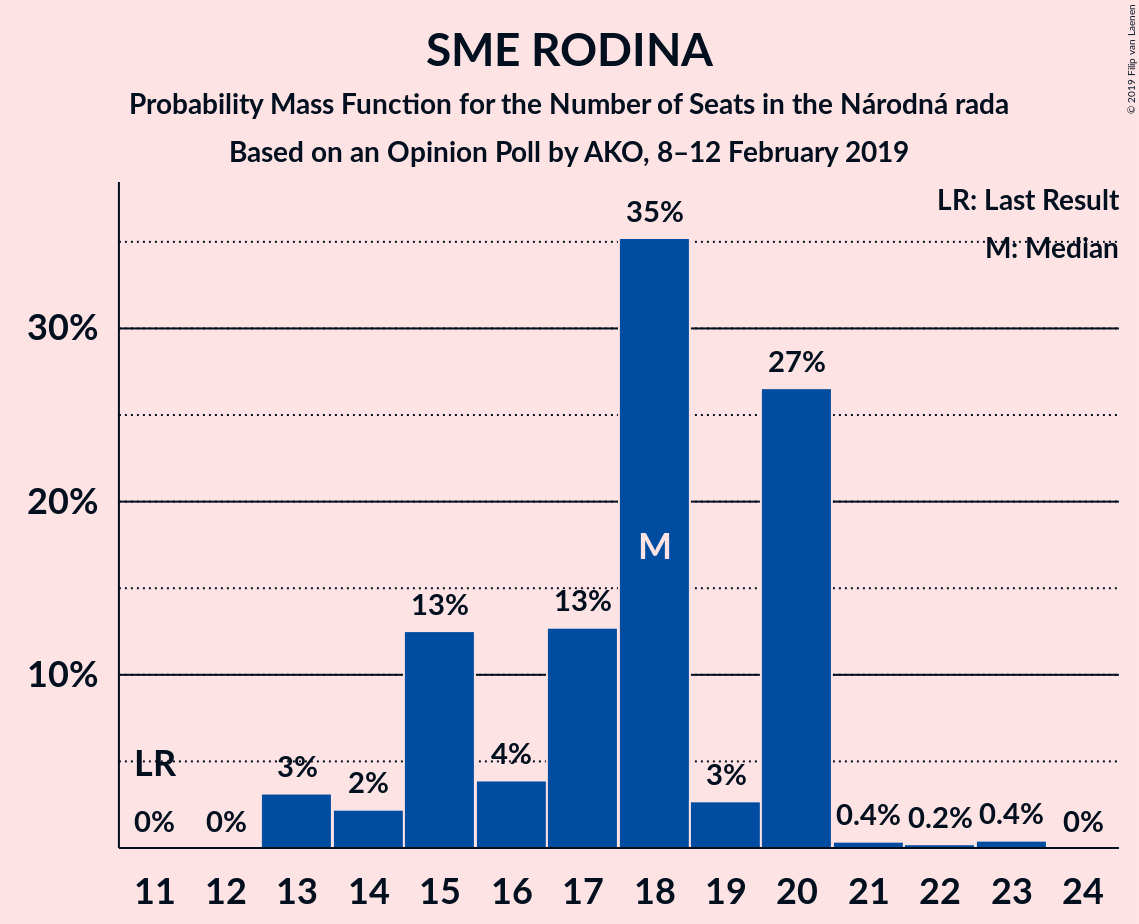 SME RODINA
Probability Mass Function for the Number of Seats in the Národná rada
Based on an Opinion Poll by AKO, 8–12 February 2019
© 2019 Filip van Laenen
LR: Last Result
M: Median
35%
30%
27%
20%
M
13%
13%
10%
LR
3%
2%
4%
3%
0%
0%
0.4%
0.2%
0.4%
0%
11 12 13 14 15 16 17 18 19 20 21 22 23 24